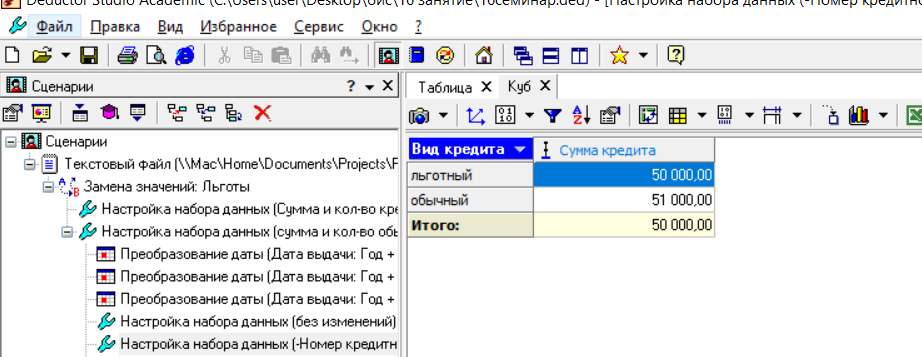 Deductor Studio Academic (C:\Users\user\Desktop\оис\10 занятие\10семинар.ded) - [Настройка набора данных (-Номер кредитно
Файл Правка Вид Избранное Сервис Окно ?
Сценарии ?
Таблица X Куб X
Сценарии
Текстовый файл (\\Mac\Home\Documents\Projects\F
Замена значений: Льготы
Настройка набора данных (Сумма и кол-во кре
Настройка набора данных (сумма и кол-во обь
Преобразование даты (Дата выдачи: Год +
Преобразование даты (Дата выдачи: Год +
Преобразование даты (Дата выдачи: Год +
Настройка набора данных (без изменений)
Настройка набора данных (-Номер кредитн
Вид кредита Сумма кредита
льготный 50 000,00
обычный 51 000,00
Итого: 50 000,00